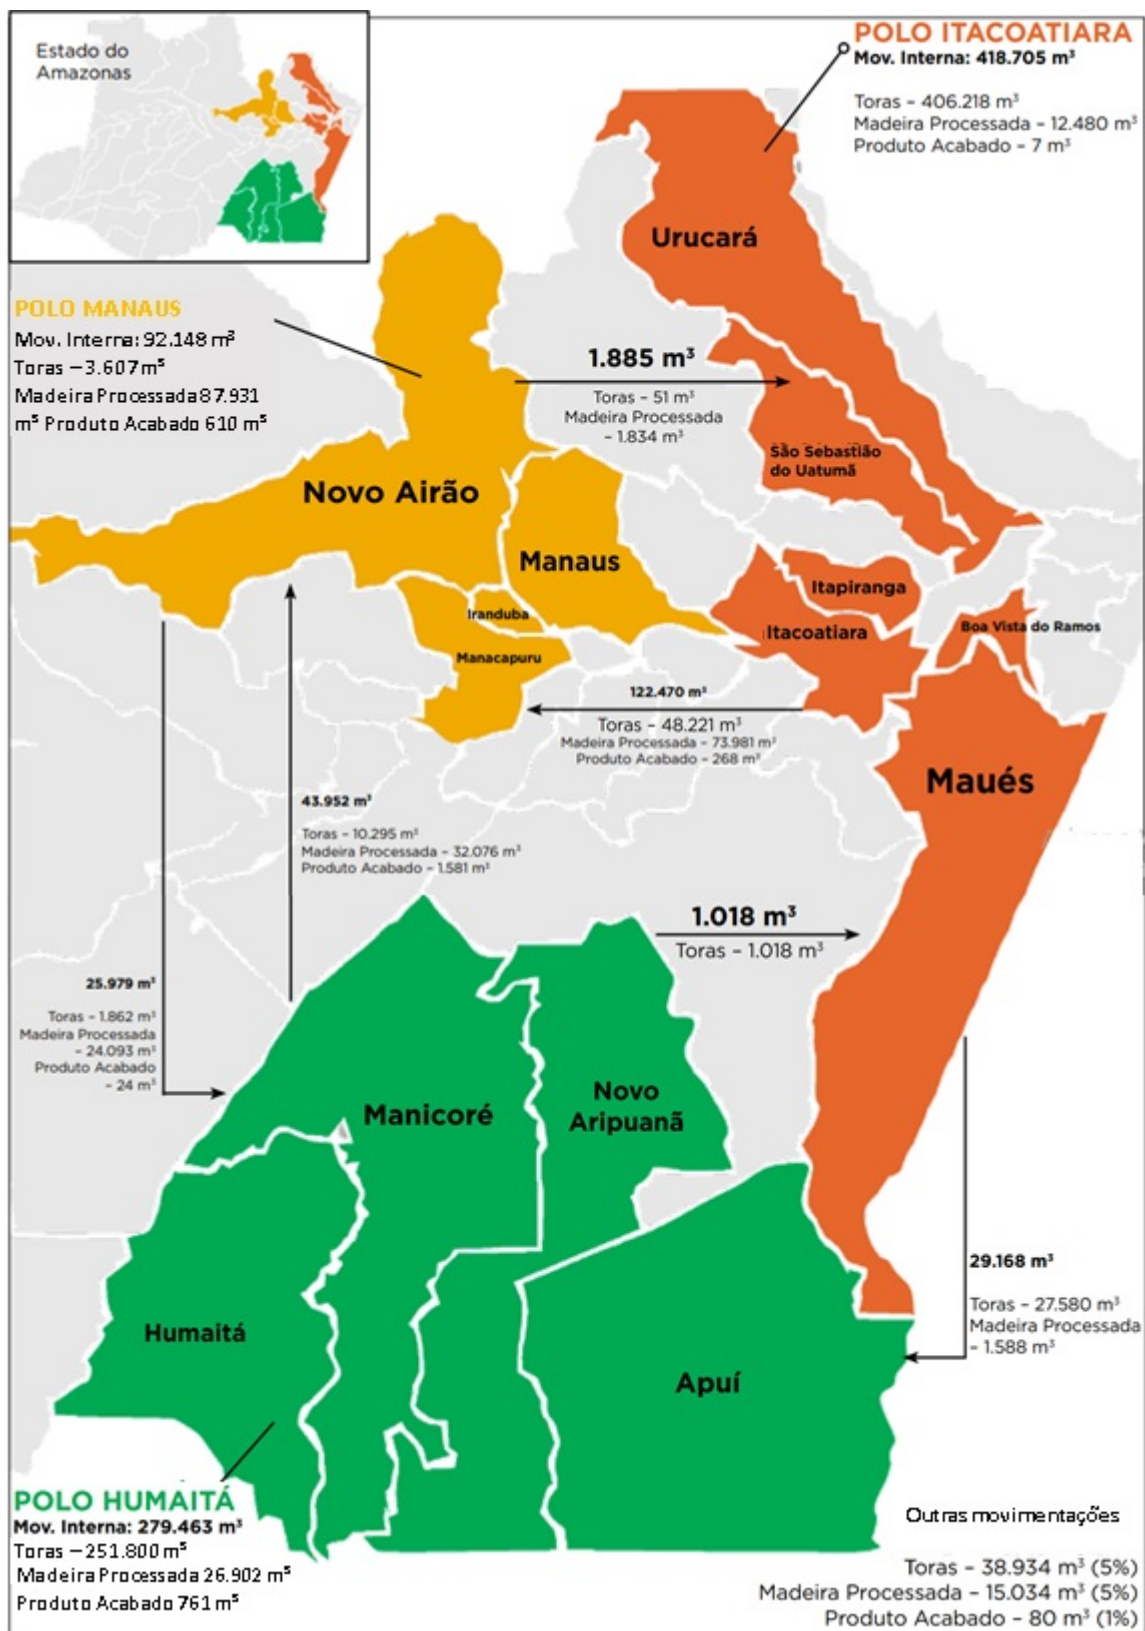 Estado do
Amazonas
POLO ITACOATIARA
Mov. Interna: 418.705 m³
Toras – 406.218 m³
Madeira Processada – 12.480 m³
Produto Acabado – 7 m³
Urucará
POLO MANAUS
Mov. Interna: 92.148 m³
Toras – 3.607 m⁵
Madeira Processada 87.931
m⁵ Produto Acabado 610 m⁵
1.885 m³
Toras – 51 m³
Madeira Processada
– 1.834 m³
São Sebastião
do Uatumã
Novo Airão
Manaus
Itapiranga
Iranduba
Itacoatiara
Boa Vista do Ramos
Manacapuru
122.470 m³
Toras – 48.221 m³
Madeira Processada – 73.981 m³
Produto Acabado – 268 m³
Maués
43.952 m³
Toras – 10.295 m³
Madeira Processada – 32.076 m³
Produto Acabado – 1.581 m³
1.018 m³
Toras – 1.018 m³
25.979 m³
Toras – 1.862 m³
Madeira Processada
– 24.093 m³
Produto Acabado
– 24 m³
Manicoré
Novo
Aripuanã
29.168 m³
Toras – 27.580 m³
Madeira Processada
– 1.588 m³
Humaitá
Apuí
POLO HUMAITÁ
Mov. Interna: 279.463 m³
Toras – 251.800 m⁵
Madeira Processada 26.902 m⁵
Produto Acabado 761 m⁵
Outras movimentações
Toras – 38.934 m³ (5%)
Madeira Processada – 15.034 m³ (5%)
Produto Acabado – 80 m³ (1%)